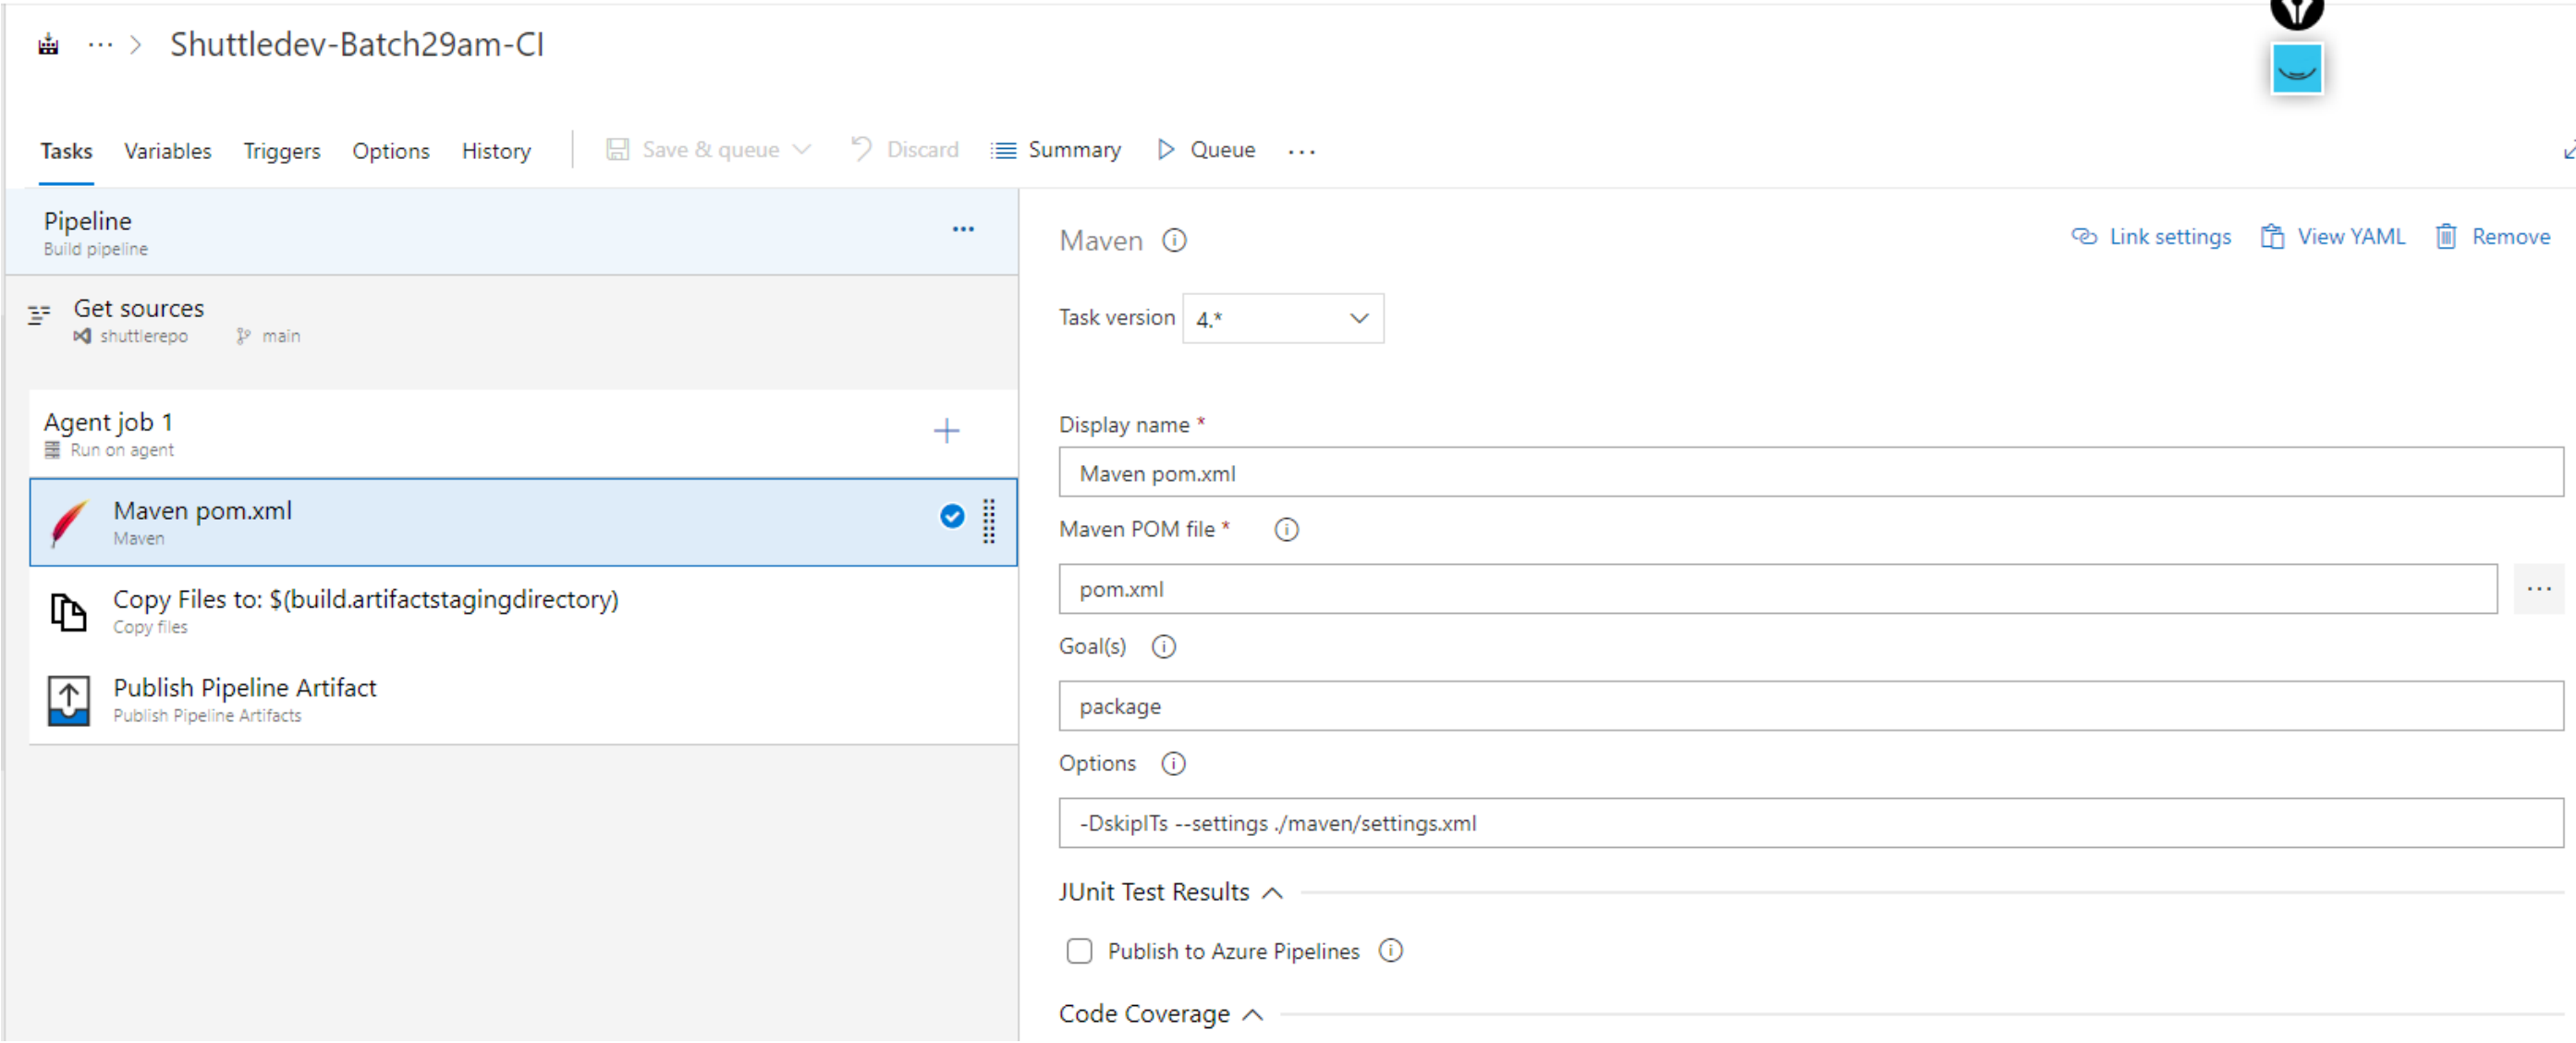 Shuttledev-Batch29am-CI
Tasks Variables Triggers Options History Save & queue Discard Summary Queue
Pipeline
Build pipeline
Get sources
shuttlerepo main
Agent job 1
Run on agent
Maven pom.xml
Maven
Copy Files to: $(build.artifactstagingdirectory)
Copy files
Publish Pipeline Artifact
Publish Pipeline Artifacts
Maven
Link settings View YAML Remove
Task version 4.*
Display name *
Maven pom.xml
Maven POM file *
pom.xml
Goal(s)
package
Options
-DskipITs --settings ./maven/settings.xml
JUnit Test Results
Publish to Azure Pipelines
Code Coverage